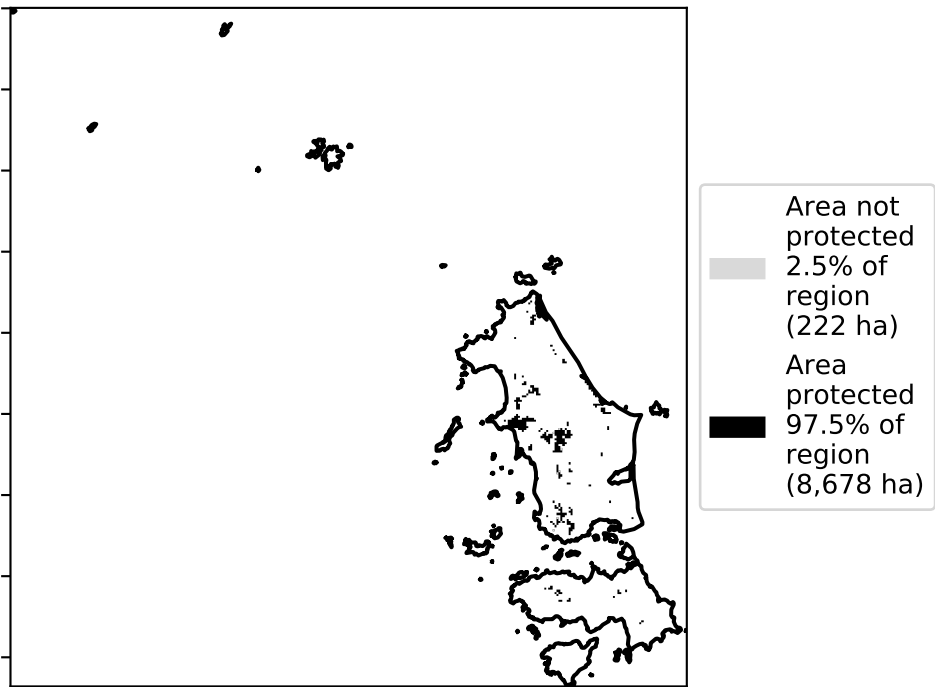 Area not
protected
2.5% of
region
(222 ha)
Area
protected
97.5% of
region
(8,678 ha)